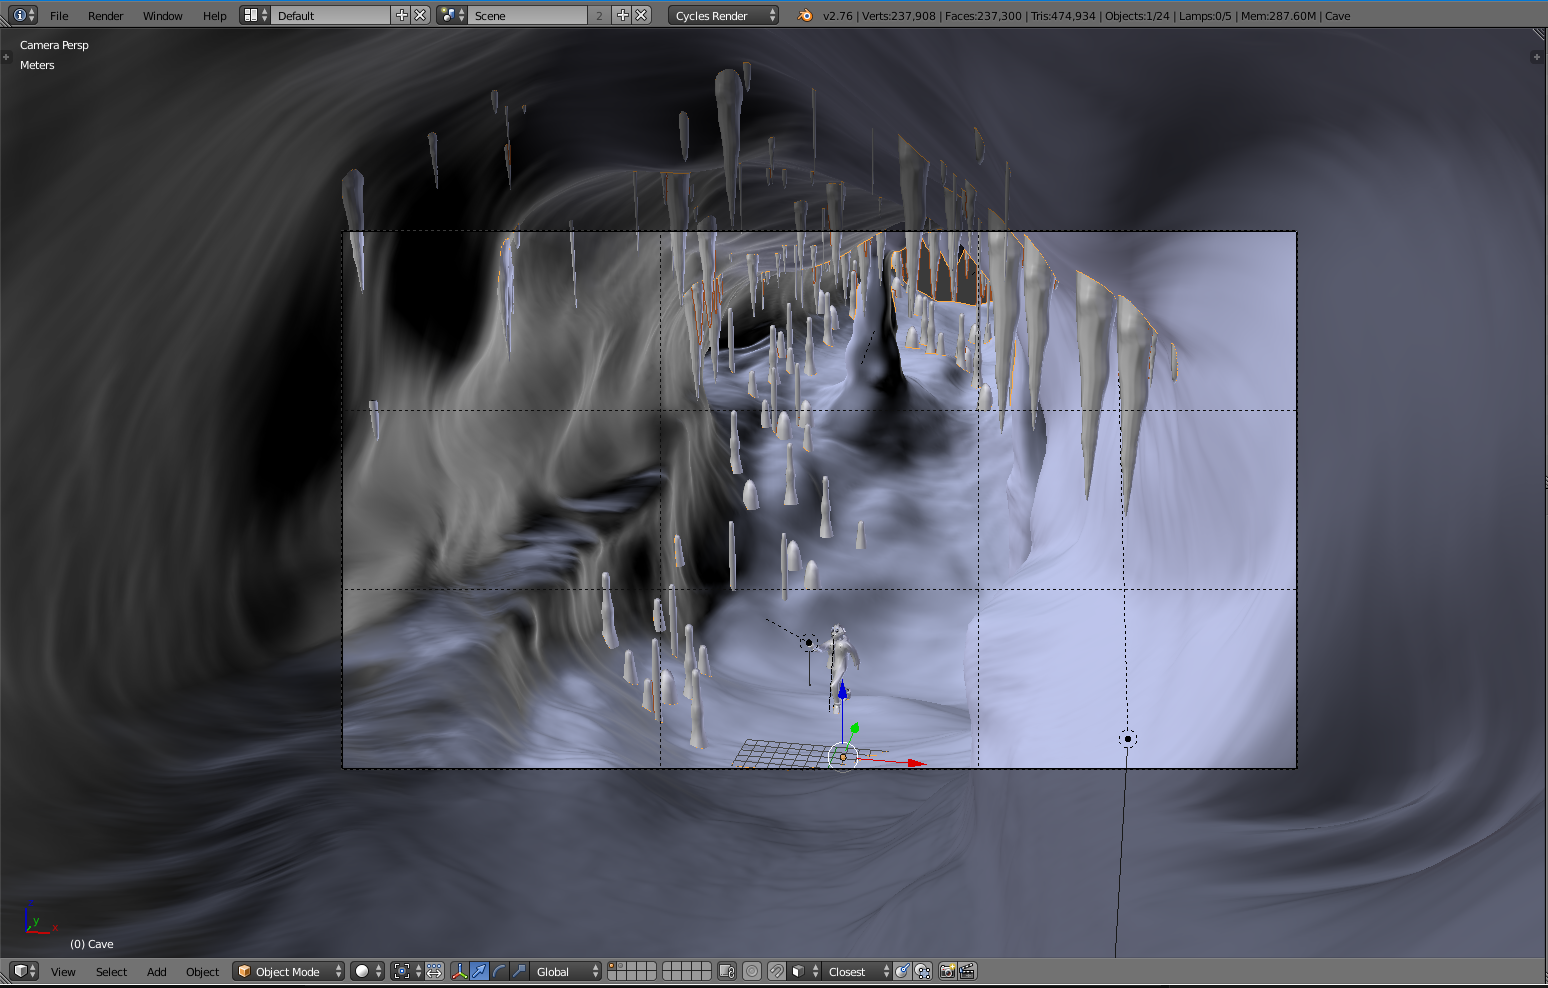 File Render Window Help Default Scene 2 Cycles Render v2.76 | Verts:237,908 | Faces:237,300 | Tris:474,934 | Objects:1/24 | Lamps:0/5 | Mem:287.60M | Cave
Camera Persp
Meters
z
y
x
(0) Cave
View Select Add Object Object Mode Global Closest